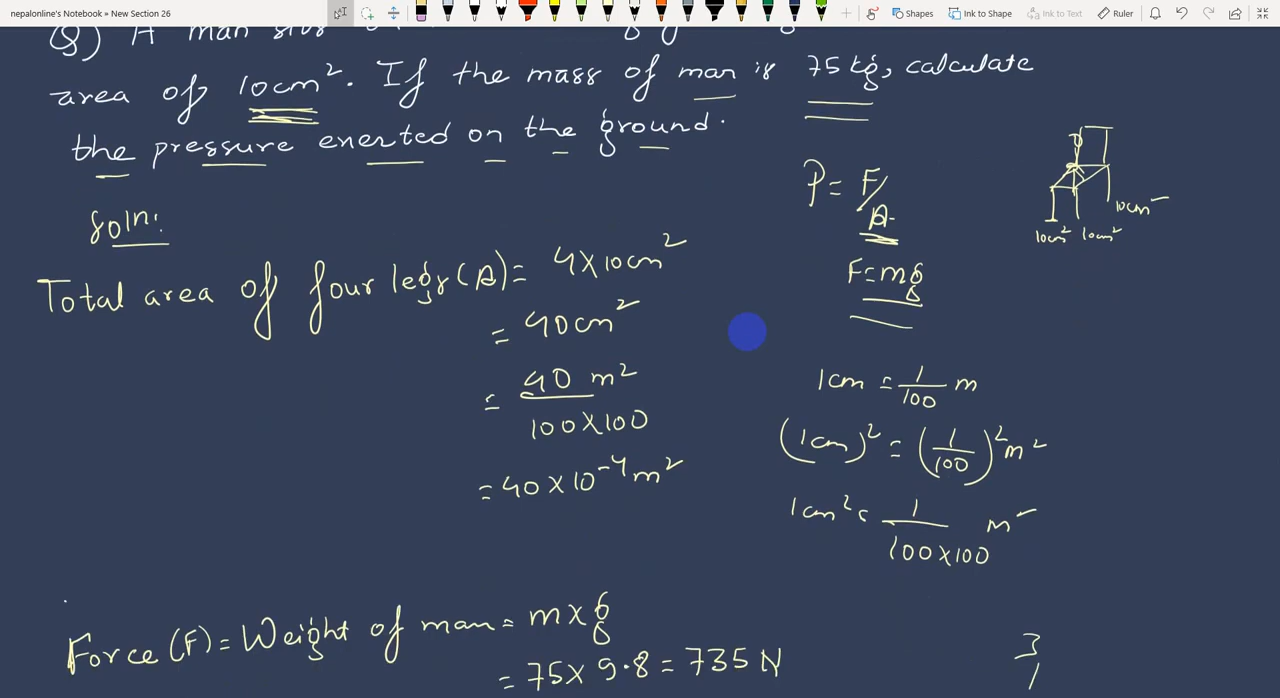 nepalonline's Notebook » New Section 26
Shapes
Ink to Shape
Ink to Text
Ruler
Q) A man
area of 10cm². If the mass of man is 75 kg, calculate
the pressure exerted on the ground.
Soln:
P = F/A
F = mg
10cm²
10cm² 10cm²
Total area of four legs (A) = 4×10cm²
= 40cm²
= 40 m²
100×100
= 40×10⁻⁴m²
1cm = 1/100 m
(1cm)² = (1/100)² m²
1cm² = 1/100×100 m²
Force (F) = Weight of man = m×g
= 75×9.8 = 735 N
3